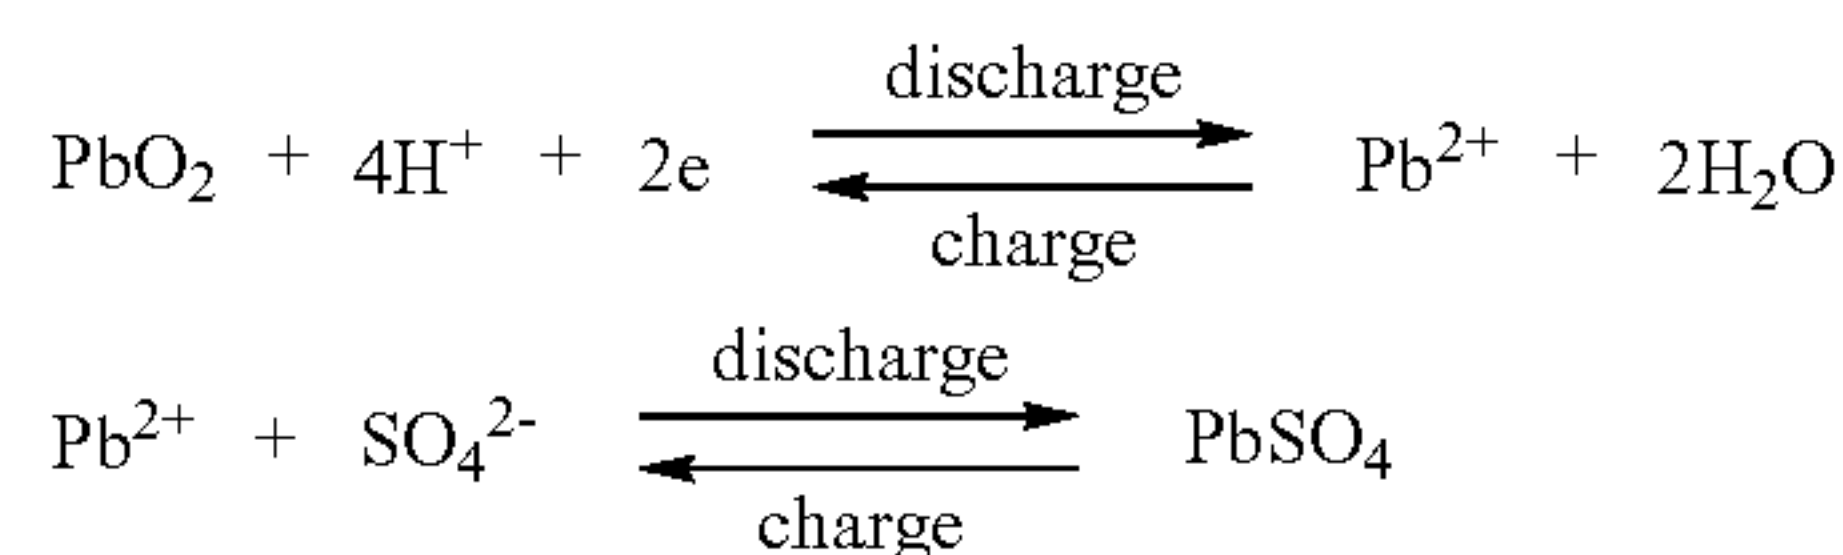 discharge
PbO₂ + 4H⁺ + 2e Pb²⁺ + 2H₂O
charge
discharge
Pb²⁺ + SO₄²⁻ PbSO₄
charge